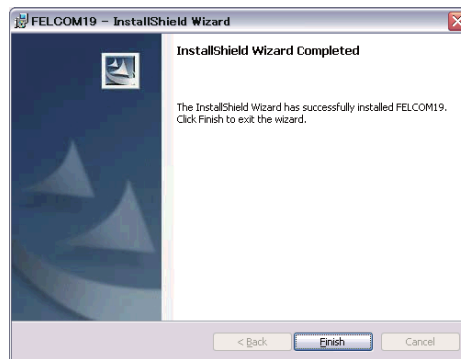 FELCOM19 - InstallShield Wizard
InstallShield Wizard Completed
The InstallShield Wizard has successfully installed FELCOM19.
Click Finish to exit the wizard.
< Back
Finish
Cancel